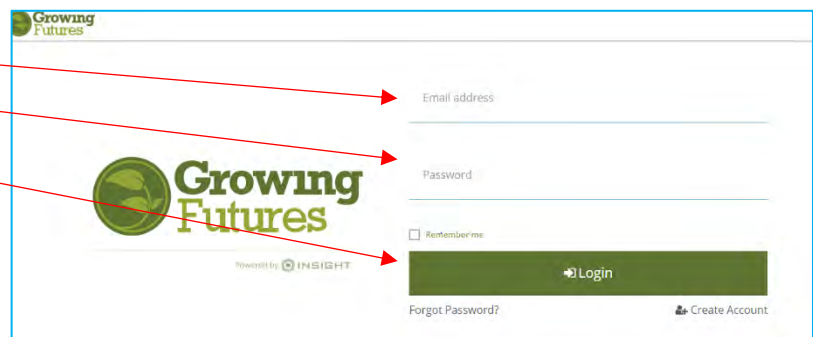 Growing
Futures
Email address
Password
Growing
Futures
Remember me
Powered by INSIGHT
Login
Forgot Password?
Create Account